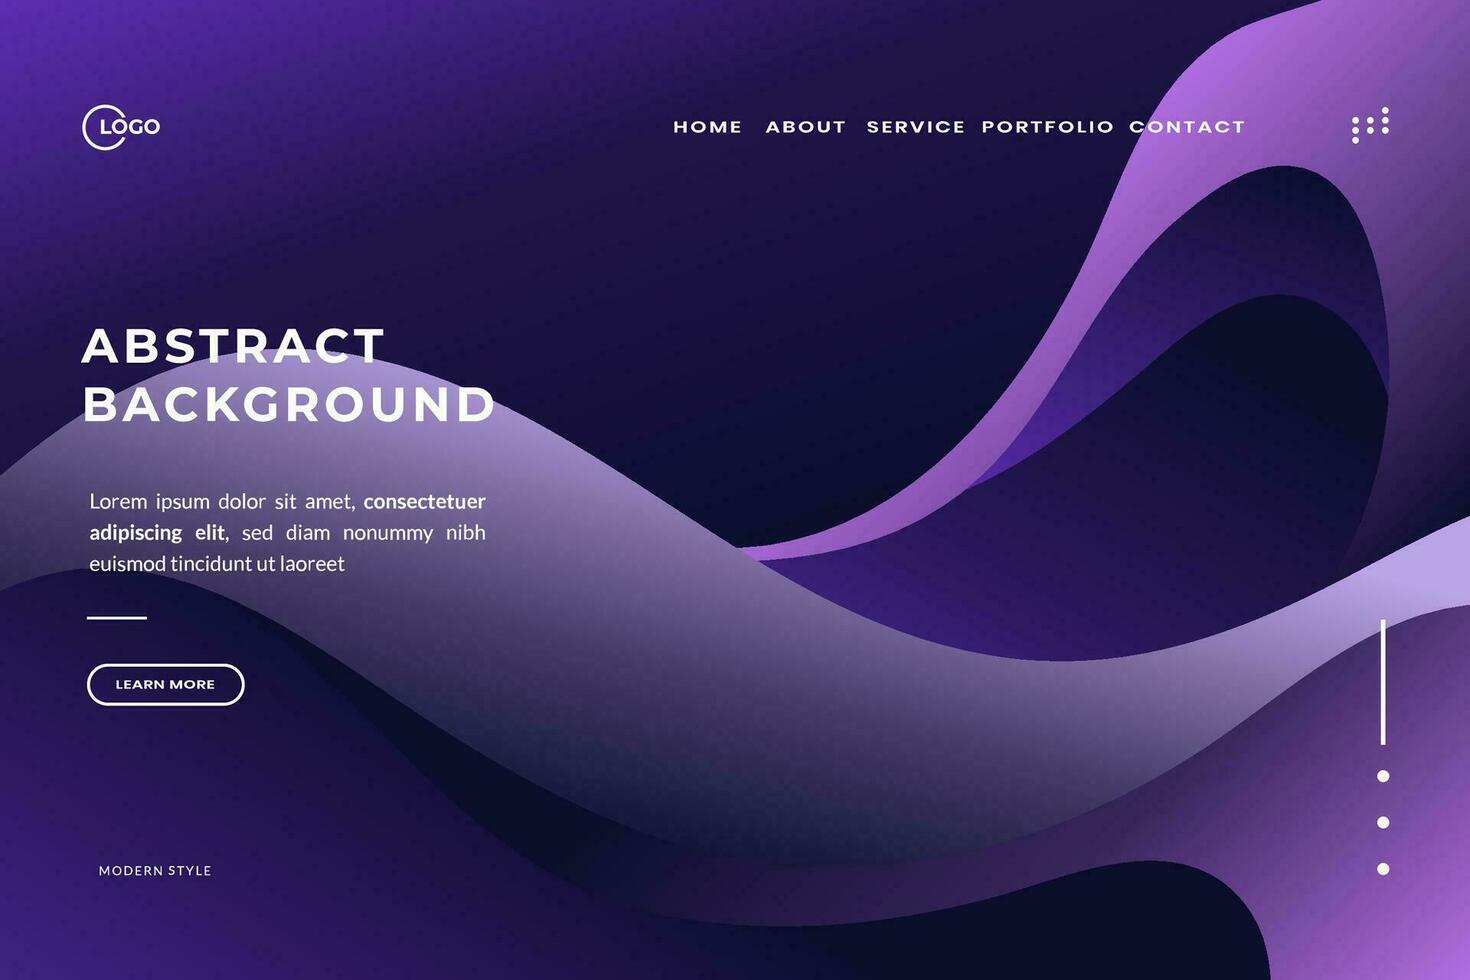 LOGO
HOME ABOUT SERVICE PORTFOLIO CONTACT
ABSTRACT
BACKGROUND
Lorem ipsum dolor sit amet, consectetuer
adipiscing elit, sed diam nonummy nibh
euismod tincidunt ut laoreet
LEARN MORE
MODERN STYLE